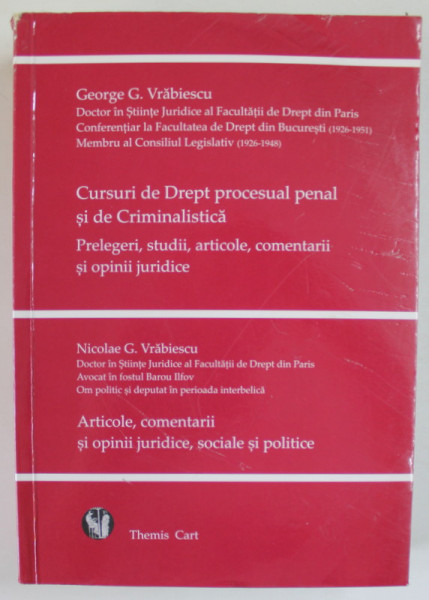 George G. Vrăbiescu
Doctor în Științe Juridice al Facultății de Drept din Paris
Conferențiar la Facultatea de Drept din București (1926-1951)
Membru al Consiliul Legislativ (1926-1948)
Cursuri de Drept procesual penal
și de Criminalistică
Prelegeri, studii, articole, comentarii
și opinii juridice
Nicolae G. Vrăbiescu
Doctor în Științe Juridice al Facultății de Drept din Paris
Avocat în fostul Barou Ilfov
Om politic și deputat în perioada interbelică
Articole, comentarii
și opinii juridice, sociale și politice
Themis Cart